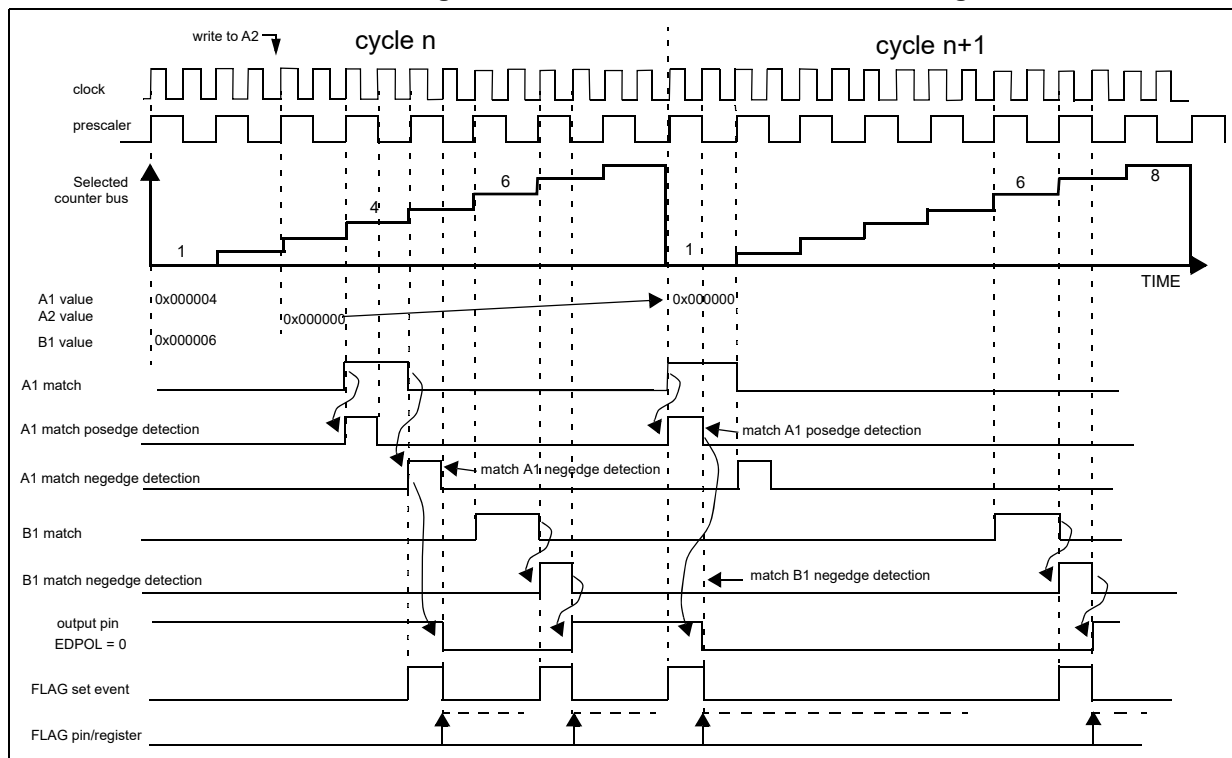 write to A2
cycle n
cycle n+1
clock
prescaler
Selected
counter bus
1
4
6
1
6
8
TIME
A1 value
0x000004
0x000000
A2 value
0x000000
B1 value
0x000006
A1 match
A1 match posedge detection
match A1 posedge detection
A1 match negedge detection
match A1 negedge detection
B1 match
B1 match negedge detection
match B1 negedge detection
output pin
EDPOL = 0
FLAG set event
FLAG pin/register